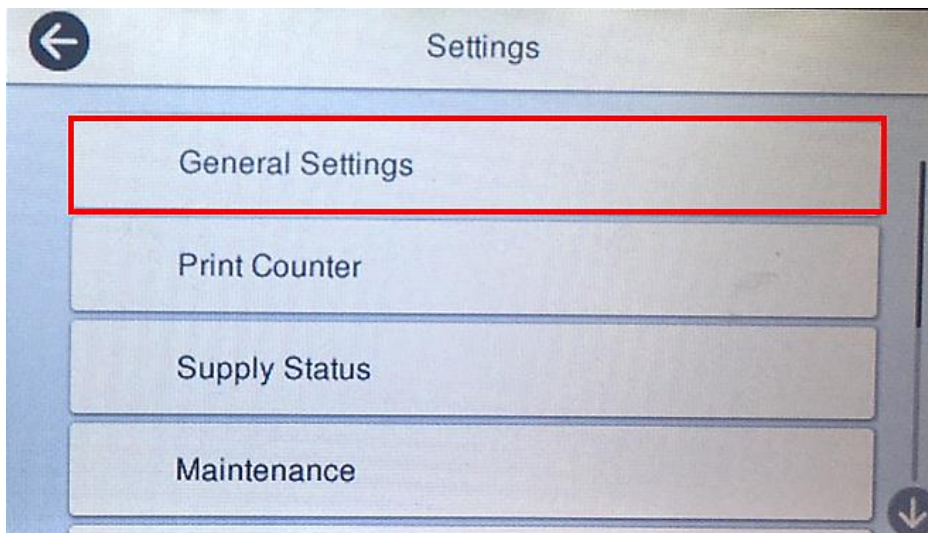 Settings
General Settings
Print Counter
Supply Status
Maintenance